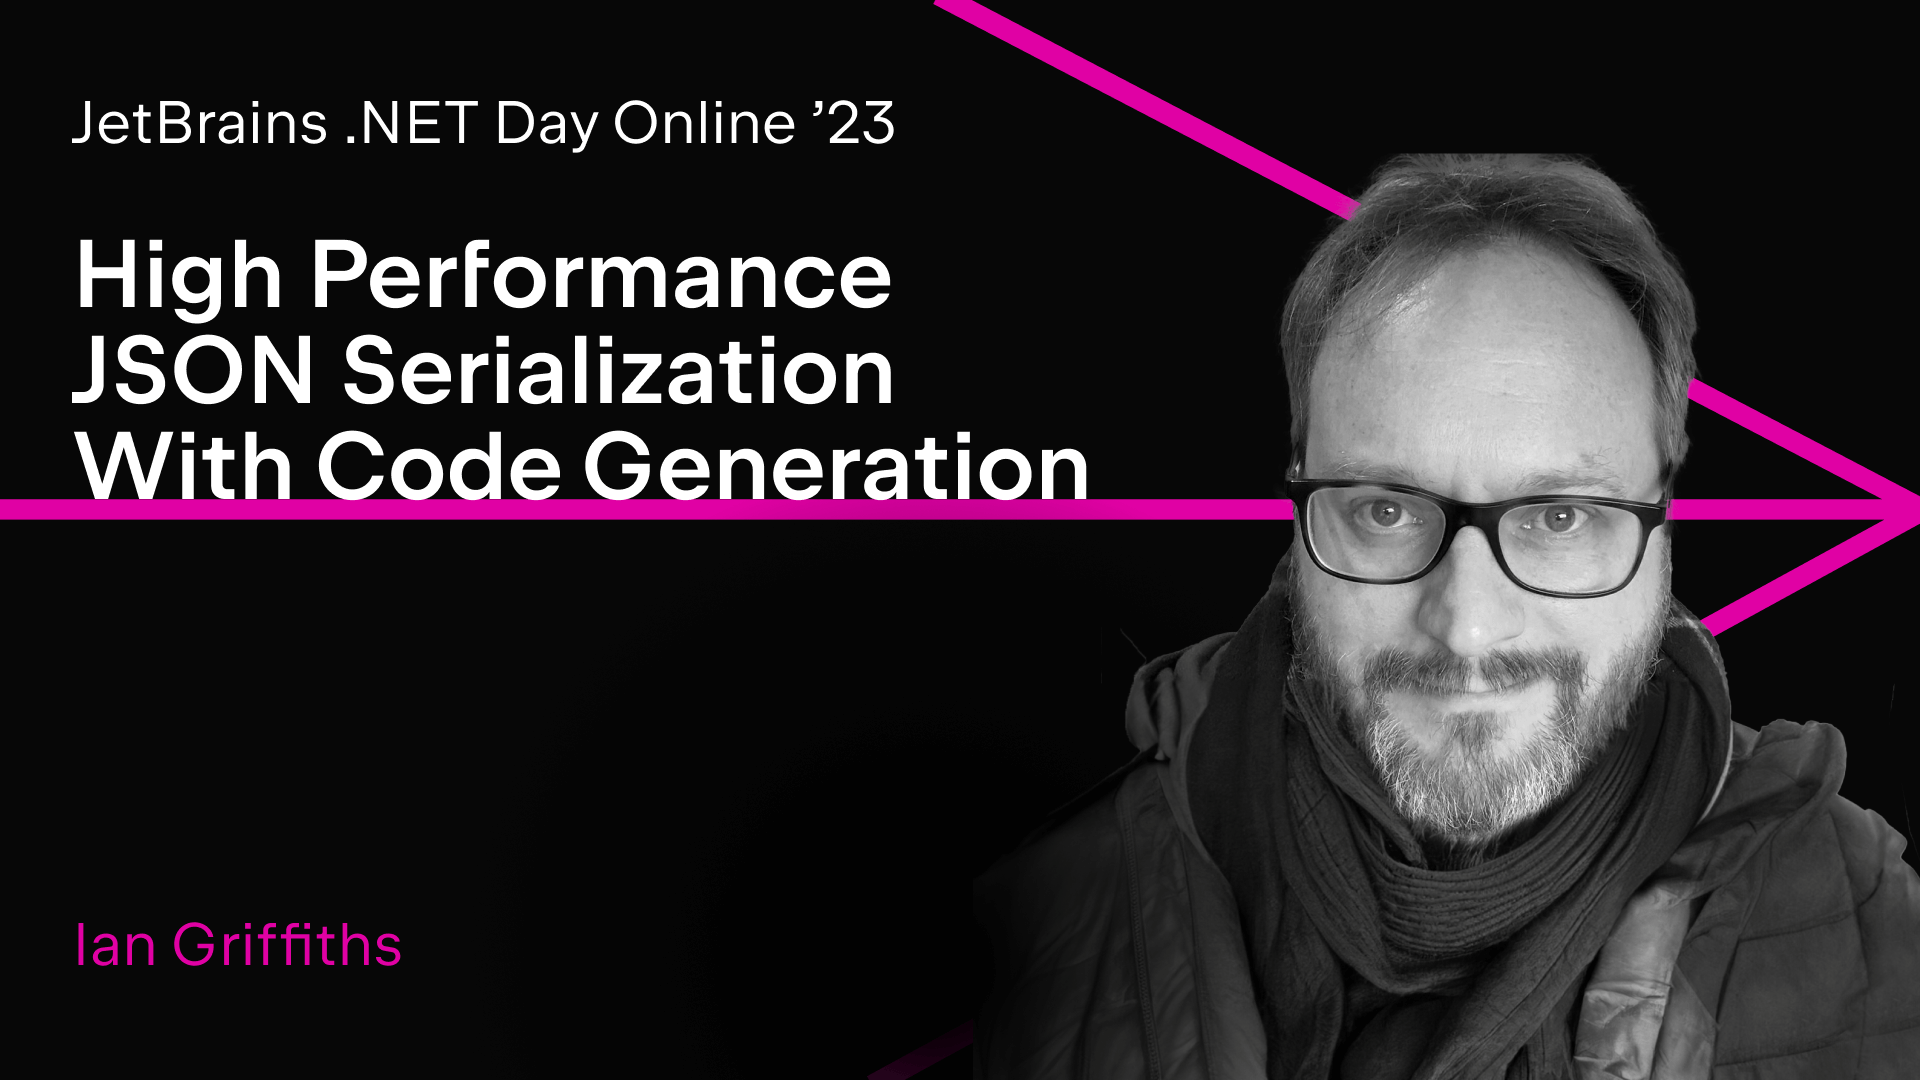 JetBrains .NET Day Online ’23
High Performance
JSON Serialization
With Code Generation
Ian Griffiths